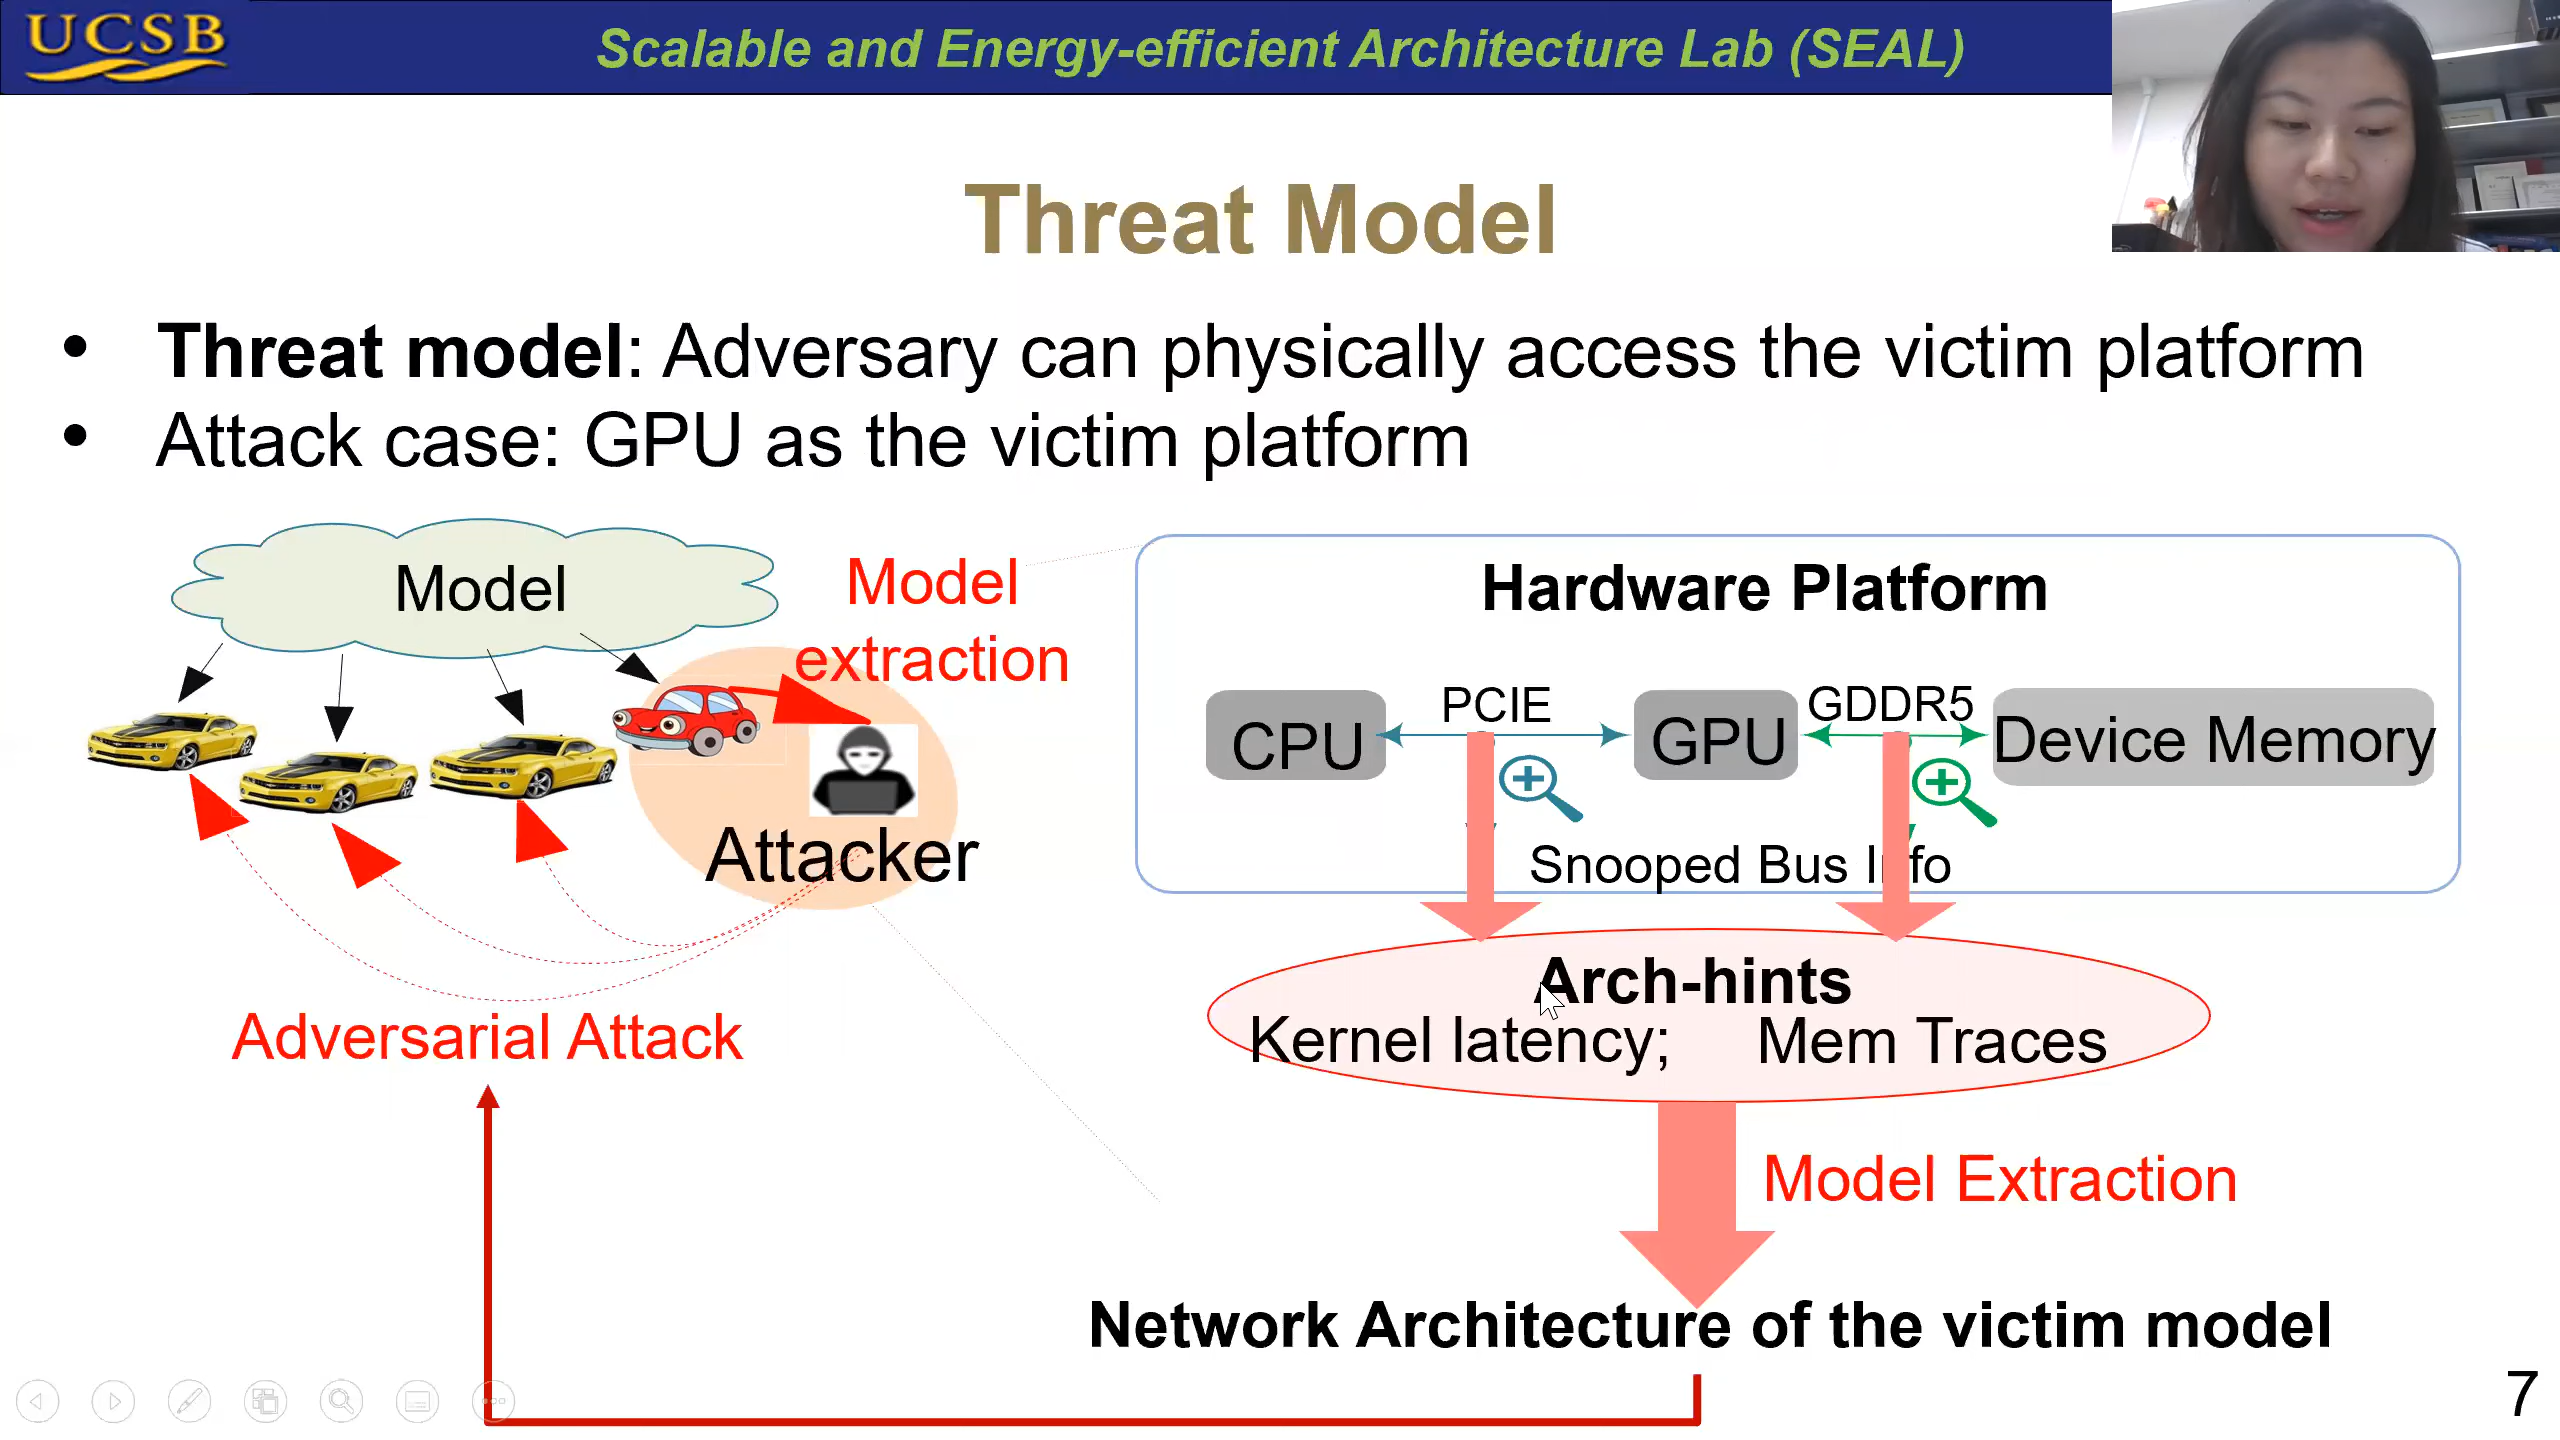 UCSB
Scalable and Energy-efficient Architecture Lab (SEAL)
Threat Model
• Threat model: Adversary can physically access the victim platform
• Attack case: GPU as the victim platform
Model
Model
extraction
Attacker
Adversarial Attack
Hardware Platform
CPU
PCIE
GPU
GDDR5
Device Memory
Snooped Bus Info
Arch-hints
Kernel latency; Mem Traces
Model Extraction
Network Architecture of the victim model
7